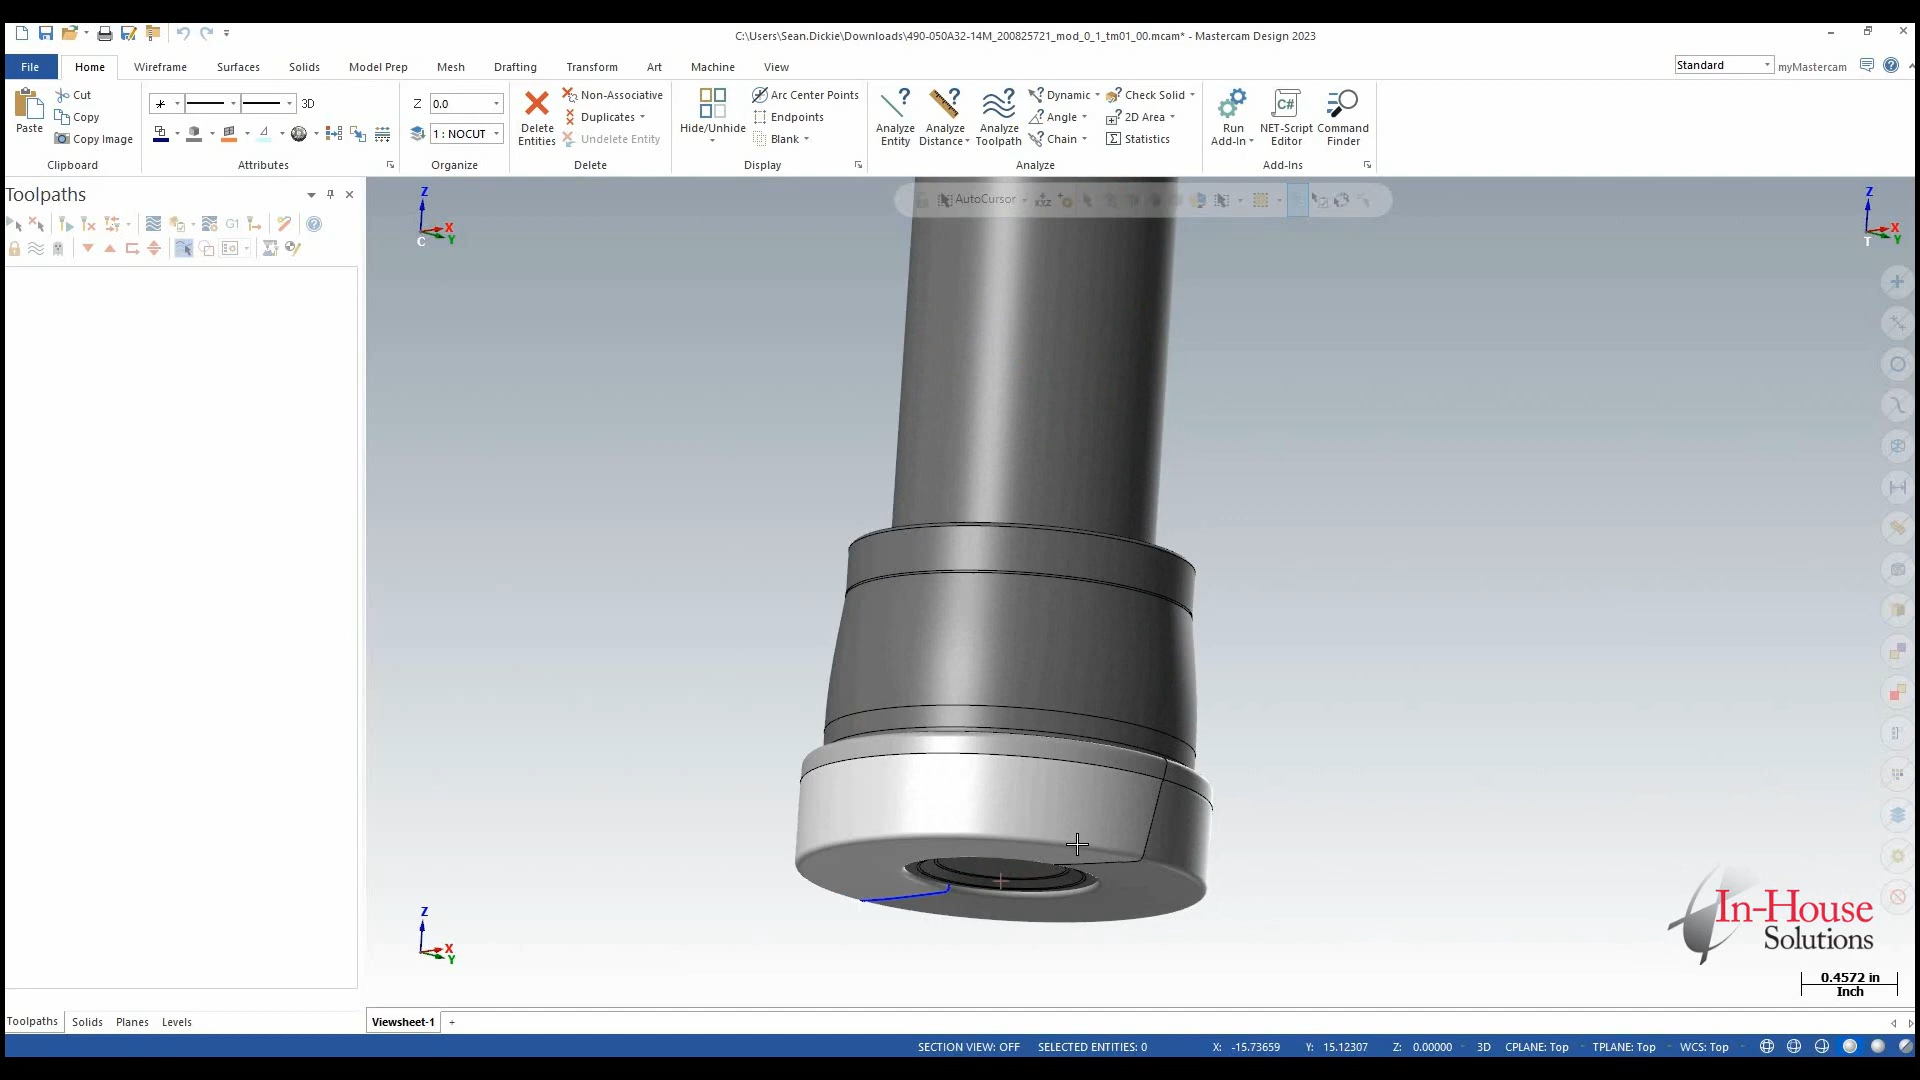 C:\Users\Sean.Dickie\Downloads\490-050A32-14M_200825721_mod_0_1_tm01_00.mcam* - Mastercam Design 2023
File Home Wireframe Surfaces Solids Model Prep Mesh Drafting Transform Art Machine View
Standard myMastercam
Paste
Cut
Copy
Copy Image
Clipboard
3D
Attributes
Z 0.0
1 : NOCUT
Organize
Delete
Entities
Non-Associative
Duplicates
Undelete Entity
Delete
Hide/Unhide
Arc Center Points
Endpoints
Blank
Display
Analyze
Entity
Analyze
Distance
Analyze
Toolpath
Dynamic
Angle
Chain
Check Solid
2D Area
Statistics
Analyze
Run
Add-In
C#
NET-Script
Editor
Command
Finder
Add-Ins
Toolpaths
G1
AutoCursor
XYZ
Z
X
Y
C
Z
X
Y
T
Z
X
Y
In-House
Solutions
0.4572 in
Inch
Toolpaths Solids Planes Levels
Viewsheet-1 +
SECTION VIEW: OFF SELECTED ENTITIES: 0 X: -15.73659 Y: 15.12307 Z: 0.00000 3D CPLANE: Top TPLANE: Top WCS: Top